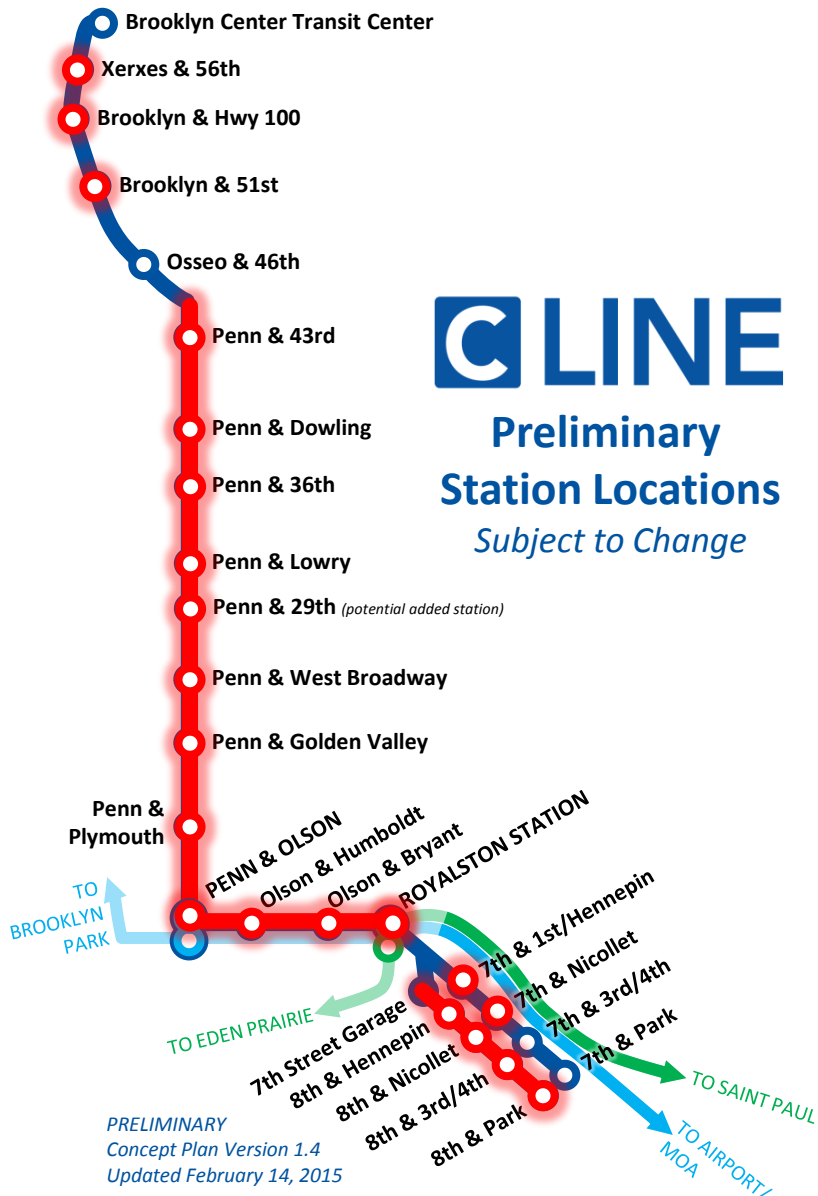 Brooklyn Center Transit Center
Xerxes & 56th
Brooklyn & Hwy 100
Brooklyn & 51st
Osseo & 46th
C LINE
Preliminary
Station Locations
Subject to Change
Penn & 43rd
Penn & Dowling
Penn & 36th
Penn & Lowry
Penn & 29th (potential added station)
Penn & West Broadway
Penn & Golden Valley
Penn &
Plymouth
PENN & OLSON
Olson & Humboldt
Olson & Bryant
ROYALSTON STATION
TO
BROOKLYN
PARK
TO EDEN PRAIRIE
7th & 1st/Hennepin
7th & Nicollet
7th & 3rd/4th
7th & Park
7th Street Garage
8th & Hennepin
8th & Nicollet
8th & 3rd/4th
8th & Park
TO SAINT PAUL
TO AIRPORT/
MOA
PRELIMINARY
Concept Plan Version 1.4
Updated February 14, 2015